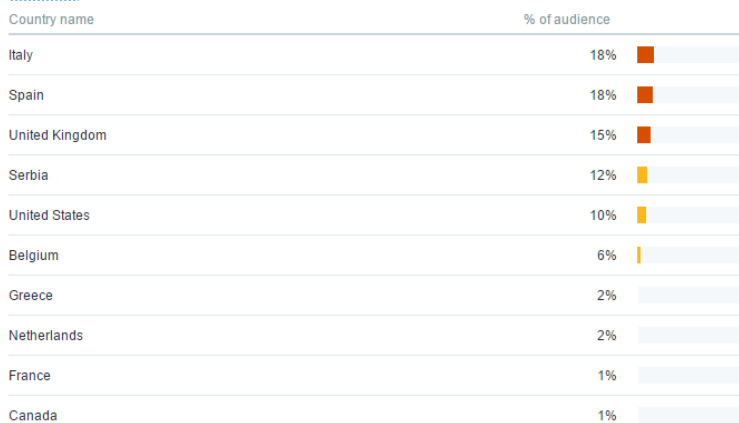 Country name % of audience
Italy 18%
Spain 18%
United Kingdom 15%
Serbia 12%
United States 10%
Belgium 6%
Greece 2%
Netherlands 2%
France 1%
Canada 1%